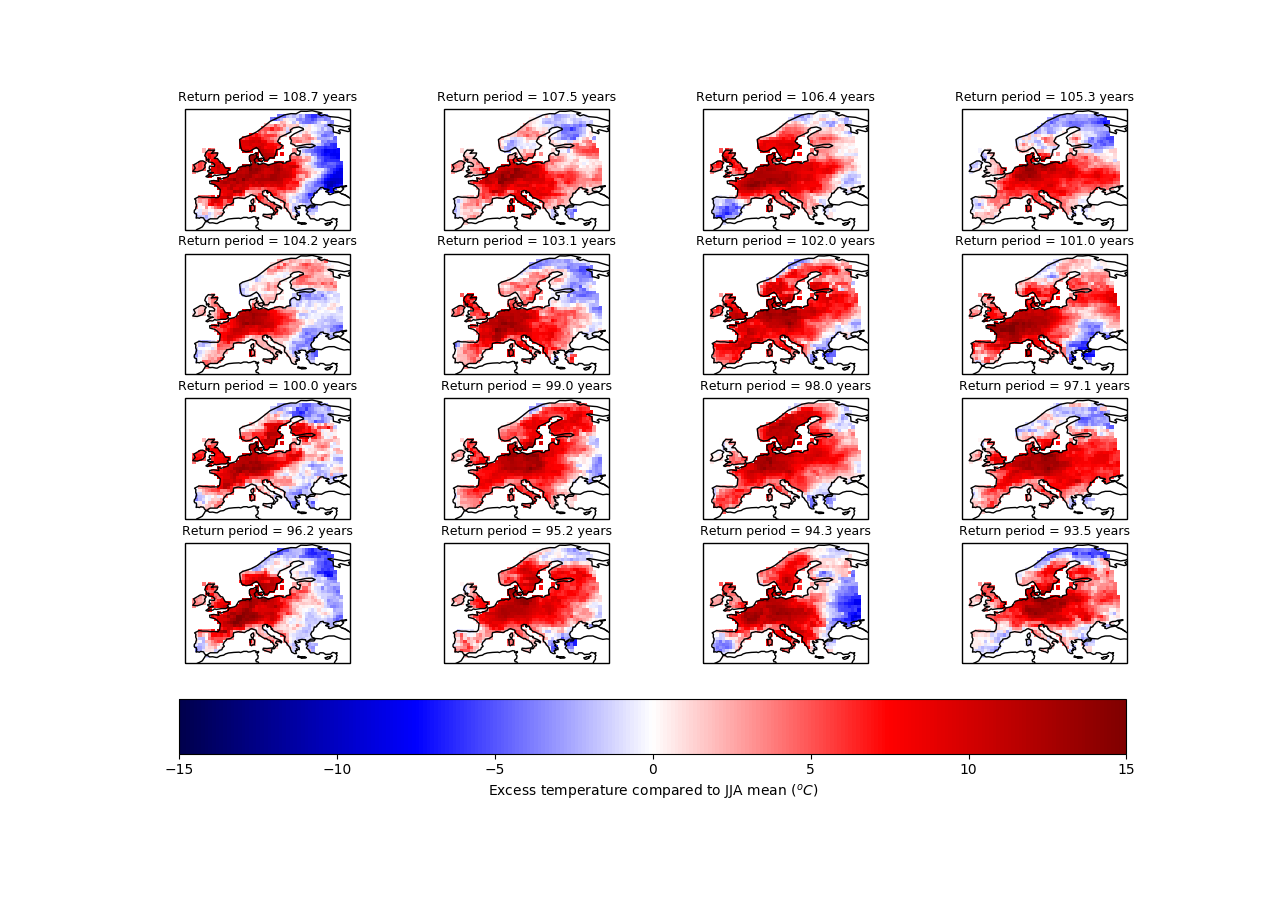 Return period = 108.7 years
Return period = 107.5 years
Return period = 106.4 years
Return period = 105.3 years
Return period = 104.2 years
Return period = 103.1 years
Return period = 102.0 years
Return period = 101.0 years
Return period = 100.0 years
Return period = 99.0 years
Return period = 98.0 years
Return period = 97.1 years
Return period = 96.2 years
Return period = 95.2 years
Return period = 94.3 years
Return period = 93.5 years
−15 −10 −5 0 5 10 15
Excess temperature compared to JJA mean (°C)